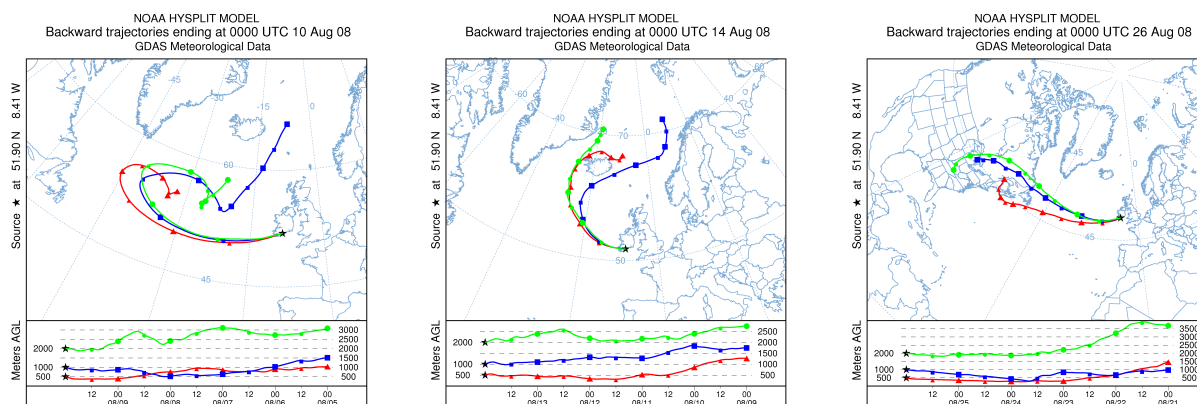 NOAA HYSPLIT MODEL
Backward trajectories ending at 0000 UTC 10 Aug 08
GDAS Meteorological Data
Source ★ at 51.90 N 8.41 W
-45
-30
-15
0
60
45
Meters AGL
2000
1000
500
3000
2500
2000
1500
1000
500
12 00 12 00 12 00 12 00 12 00
08/09 08/08 08/07 08/06 08/05
NOAA HYSPLIT MODEL
Backward trajectories ending at 0000 UTC 14 Aug 08
GDAS Meteorological Data
Source ★ at 51.90 N 8.41 W
-60
60
70
40
50
Meters AGL
2000
1000
500
2500
2000
1500
1000
500
12 00 12 00 12 00 12 00 12 00
08/13 08/12 08/11 08/10 08/09
NOAA HYSPLIT MODEL
Backward trajectories ending at 0000 UTC 26 Aug 08
GDAS Meteorological Data
Source ★ at 51.90 N 8.41 W
0
45
Meters AGL
2000
1000
500
3500
3000
2500
2000
1500
1000
500
12 00 12 00 12 00 12 00 12 00
08/25 08/24 08/23 08/22 08/21